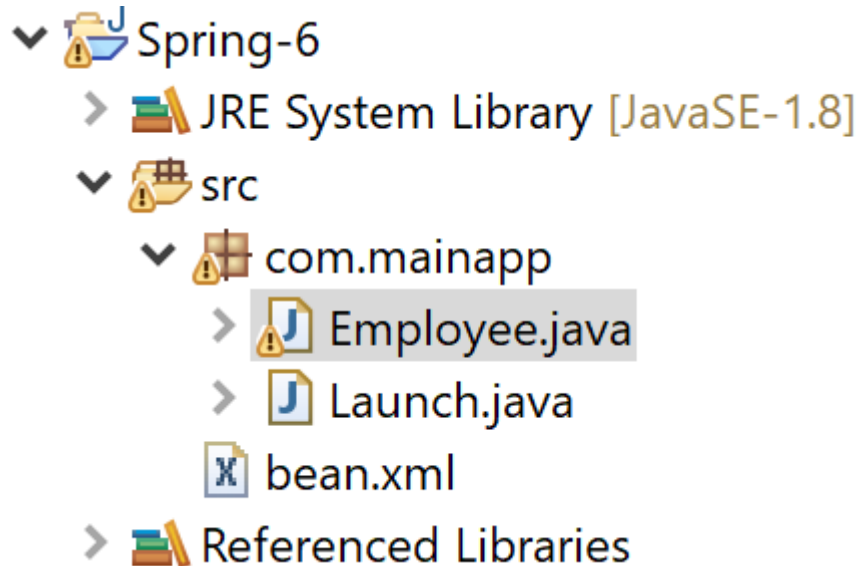 Spring-6
JRE System Library [JavaSE-1.8]
src
com.mainapp
Employee.java
Launch.java
bean.xml
Referenced Libraries